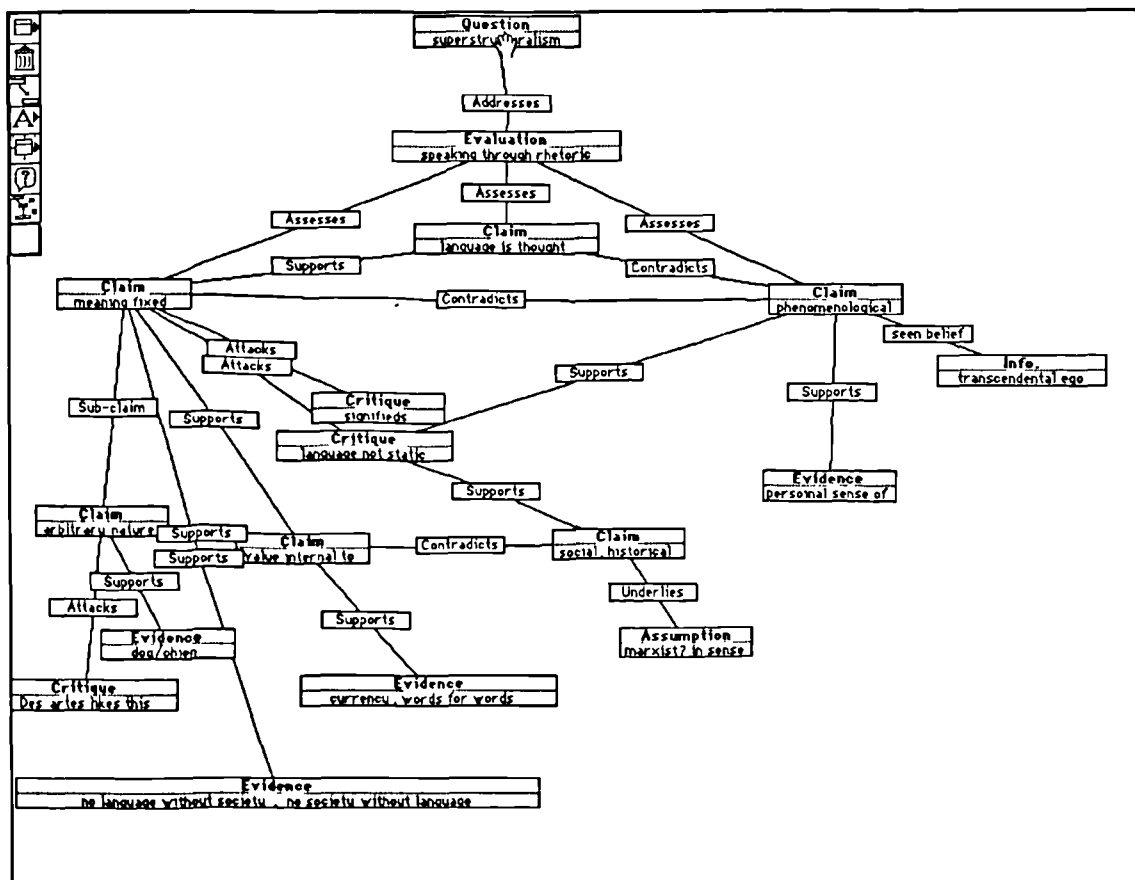 Question
superstructuralism
Addresses
Evaluation
speaking through rhetoric
Assesses
Assesses
Assesses
Claim
language is thought
Supports
Contradicts
Claim
meaning fixed
Contradicts
Claim
phenomenological
seen belief
Attacks
Attacks
Info.
transcendental ego
Supports
Supports
Critique
signifieds
Sub-claim
Supports
Critique
language not static
Supports
Evidence
personal sense of
Claim
arbitrary nature
Supports
Supports
Claim
value internal to
Contradicts
Claim
social, historical
Supports
Attacks
Underlies
Supports
Evidence
dog/chien
Assumption
marxist? in sense
Critique
Des artes likes this
Evidence
currency, words for words
Evidence
no language without society, no society without language
A
?